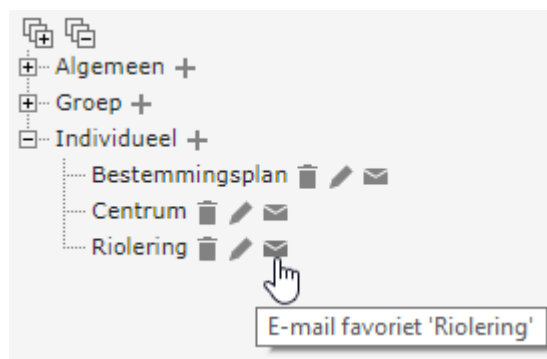 Algemeen
Groep
Individueel
Bestemmingsplan
Centrum
Riolering
E-mail favoriet 'Riolering'